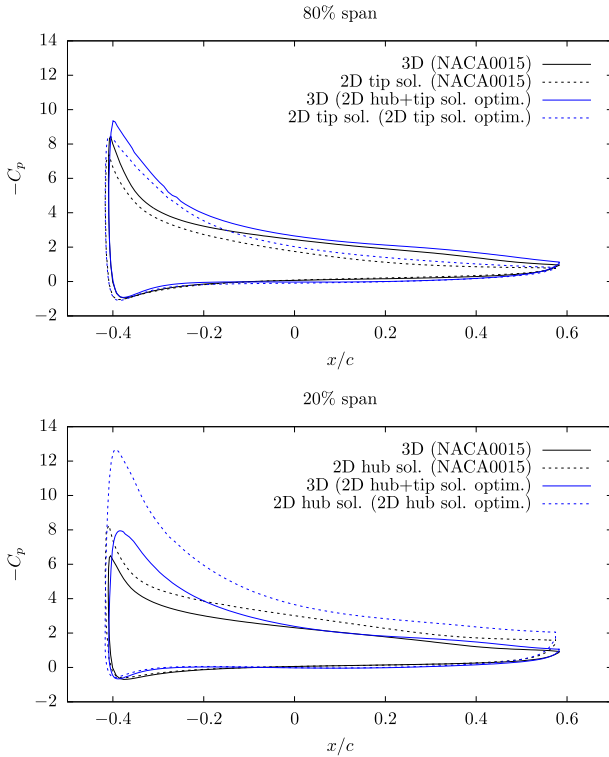 80% span
14
12
10
8
6
4
2
0
−2
−C_p
3D (NACA0015)
2D tip sol. (NACA0015)
3D (2D hub+tip sol. optim.)
2D tip sol. (2D tip sol. optim.)
−0.4 −0.2 0 0.2 0.4 0.6
x/c
20% span
14
12
10
8
6
4
2
0
−2
−C_p
3D (NACA0015)
2D hub sol. (NACA0015)
3D (2D hub+tip sol. optim.)
2D hub sol. (2D hub sol. optim.)
−0.4 −0.2 0 0.2 0.4 0.6
x/c